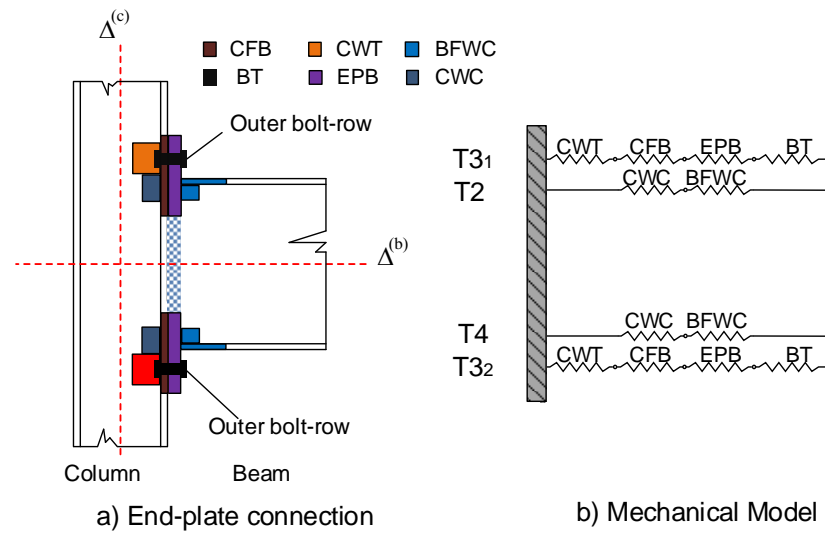 Δ(c)
CFB CWT BFWC
BT EPB CWC
Outer bolt-row
Δ(b)
Outer bolt-row
Column Beam
a) End-plate connection
T31 CWT CFB EPB BT
T2 CWC BFWC
T4 CWC BFWC
T32 CWT CFB EPB BT
b) Mechanical Model